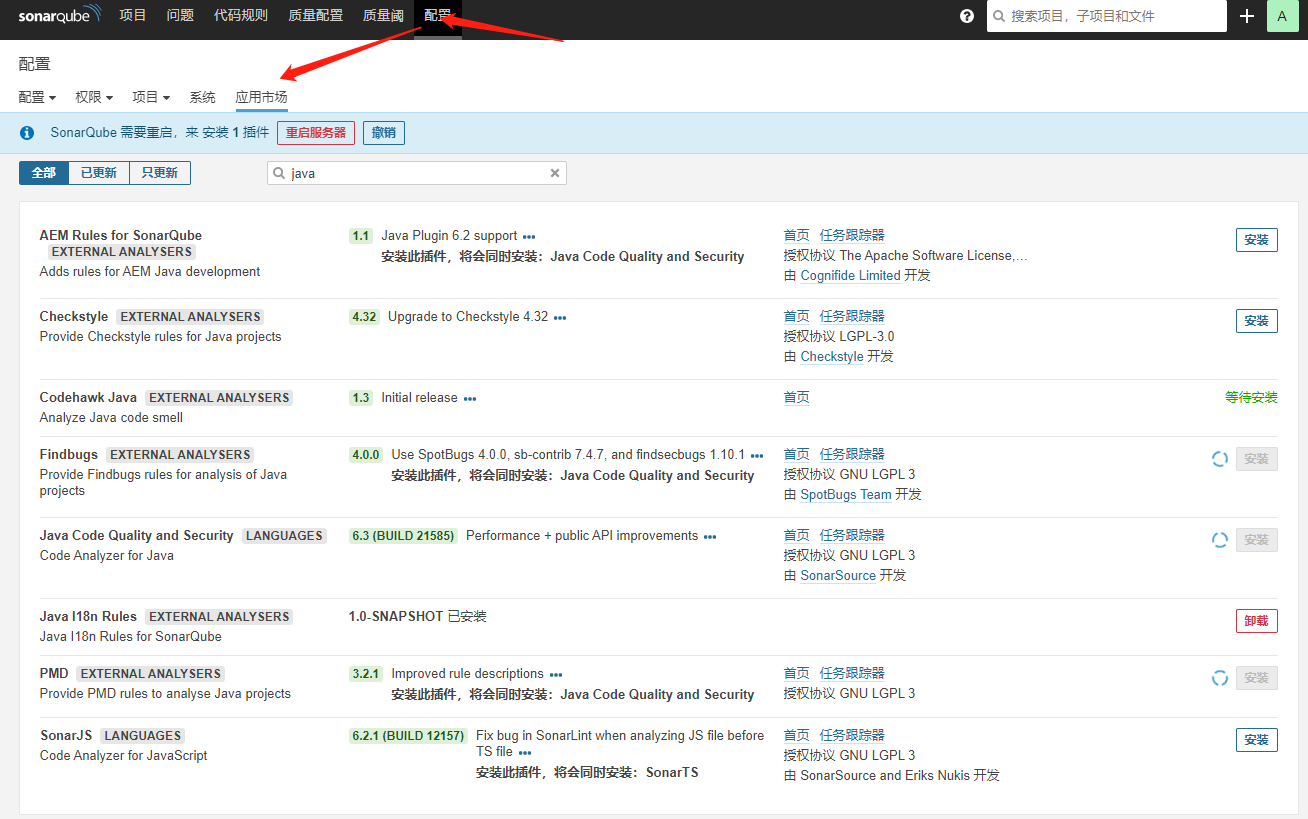 sonarqube 项目 问题 代码规则 质量配置 质量阈 配置 搜索项目，子项目和文件 A
配置
配置 权限 项目 系统 应用市场
SonarQube 需要重启，来 安装 1 插件 重启服务器 撤销
全部 已更新 只更新 java
AEM Rules for SonarQube 1.1 Java Plugin 6.2 support ••• 首页 任务跟踪器 安装
EXTERNAL ANALYSERS 安装此插件，将会同时安装：Java Code Quality and Security 授权协议 The Apache Software License,…
Adds rules for AEM Java development 由 Cognifide Limited 开发
Checkstyle EXTERNAL ANALYSERS 4.32 Upgrade to Checkstyle 4.32 ••• 首页 任务跟踪器 安装
Provide Checkstyle rules for Java projects 授权协议 LGPL-3.0
由 Checkstyle 开发
Codehawk Java EXTERNAL ANALYSERS 1.3 Initial release ••• 首页 等待安装
Analyze Java code smell
Findbugs EXTERNAL ANALYSERS 4.0.0 Use SpotBugs 4.0.0, sb-contrib 7.4.7, and findsecbugs 1.10.1 ••• 首页 任务跟踪器 安装
Provide Findbugs rules for analysis of Java 安装此插件，将会同时安装：Java Code Quality and Security 授权协议 GNU LGPL 3
projects 由 SpotBugs Team 开发
Java Code Quality and Security LANGUAGES 6.3 (BUILD 21585) Performance + public API improvements ••• 首页 任务跟踪器 安装
Code Analyzer for Java 授权协议 GNU LGPL 3
由 SonarSource 开发
Java I18n Rules EXTERNAL ANALYSERS 1.0-SNAPSHOT 已安装 卸载
Java I18n Rules for SonarQube
PMD EXTERNAL ANALYSERS 3.2.1 Improved rule descriptions ••• 首页 任务跟踪器 安装
Provide PMD rules to analyse Java projects 安装此插件，将会同时安装：Java Code Quality and Security 授权协议 GNU LGPL 3
SonarJS LANGUAGES 6.2.1 (BUILD 12157) Fix bug in SonarLint when analyzing JS file before 首页 任务跟踪器 安装
Code Analyzer for JavaScript TS file ••• 授权协议 GNU LGPL 3
安装此插件，将会同时安装：SonarTS 由 SonarSource and Eriks Nukis 开发